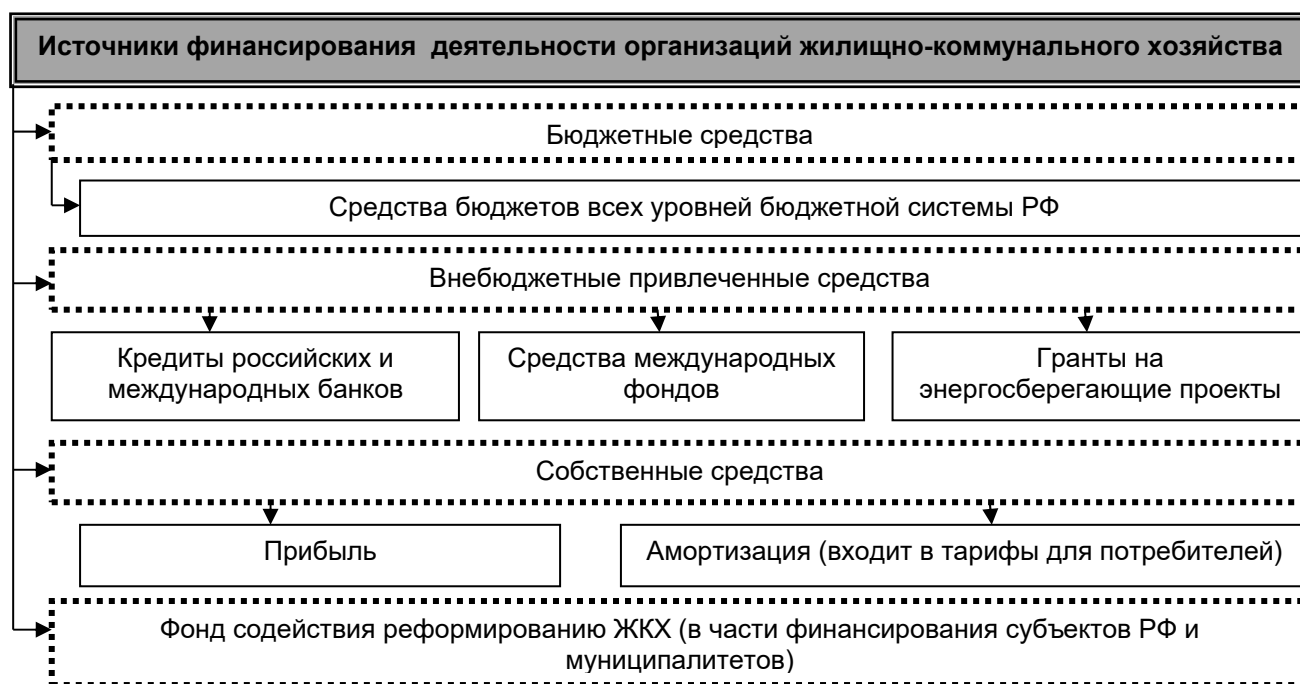 Источники финансирования деятельности организаций жилищно-коммунального хозяйства
Бюджетные средства
Средства бюджетов всех уровней бюджетной системы РФ
Внебюджетные привлеченные средства
Кредиты российских и
международных банков
Средства международных
фондов
Гранты на
энергосберегающие проекты
Собственные средства
Прибыль
Амортизация (входит в тарифы для потребителей)
Фонд содействия реформированию ЖКХ (в части финансирования субъектов РФ и
муниципалитетов)